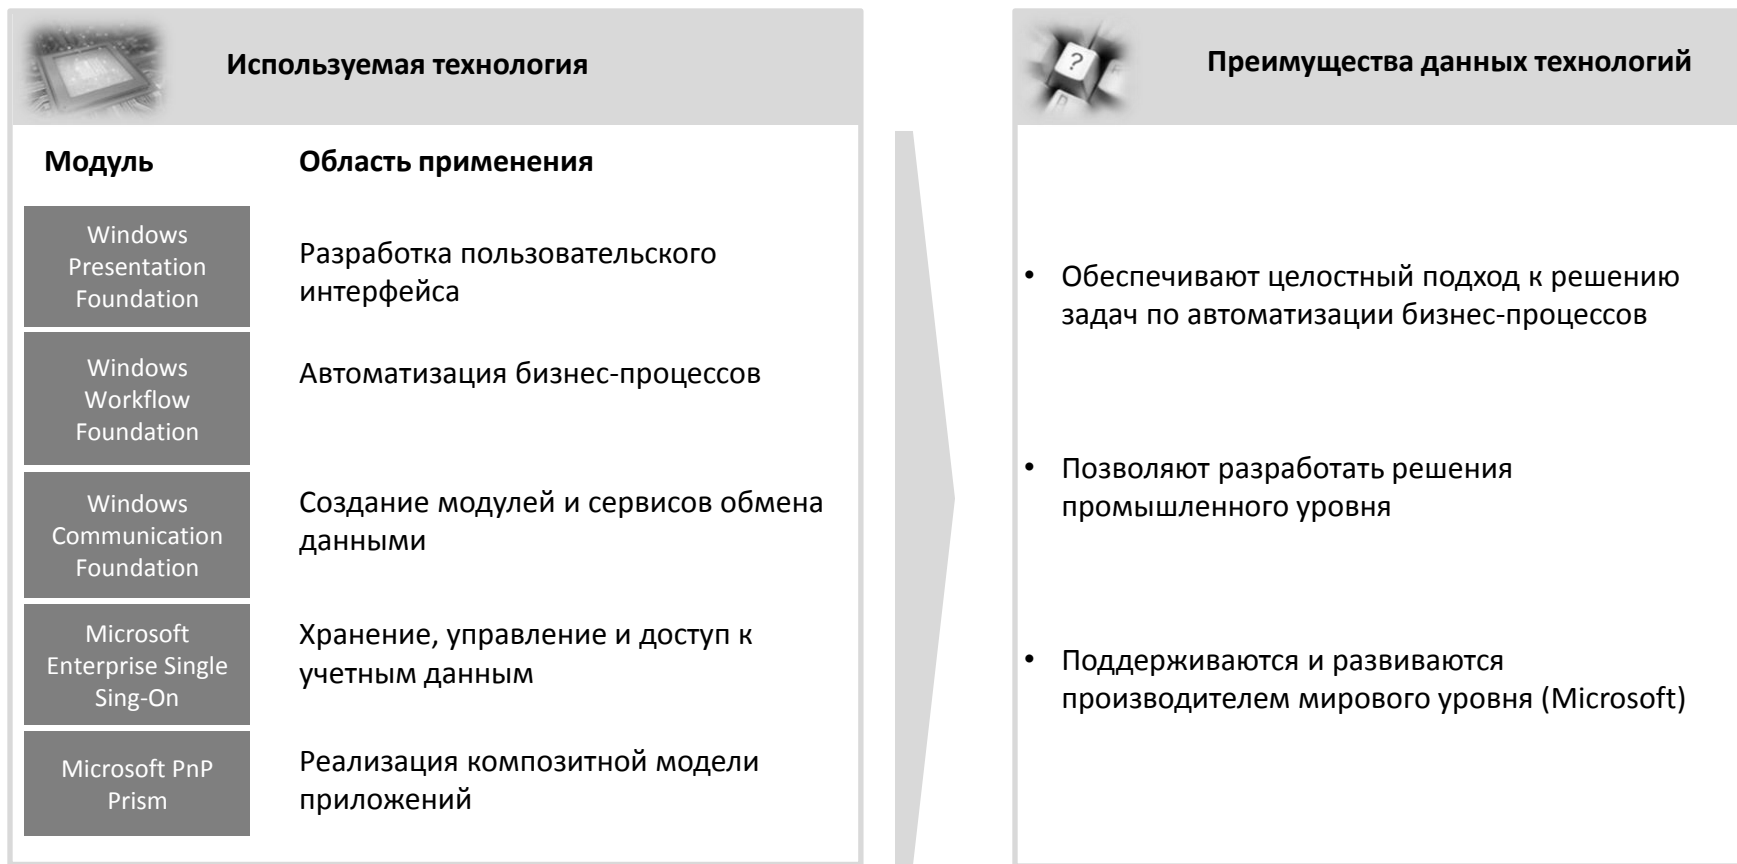 Используемая технология
Модуль
Область применения
Windows
Presentation
Foundation
Разработка пользовательского
интерфейса
Windows
Workflow
Foundation
Автоматизация бизнес-процессов
Windows
Communication
Foundation
Создание модулей и сервисов обмена
данными
Microsoft
Enterprise Single
Sing-On
Хранение, управление и доступ к
учетным данным
Microsoft PnP
Prism
Реализация композитной модели
приложений
?
Преимущества данных технологий
• Обеспечивают целостный подход к решению
задач по автоматизации бизнес-процессов
• Позволяют разработать решения
промышленного уровня
• Поддерживаются и развиваются
производителем мирового уровня (Microsoft)